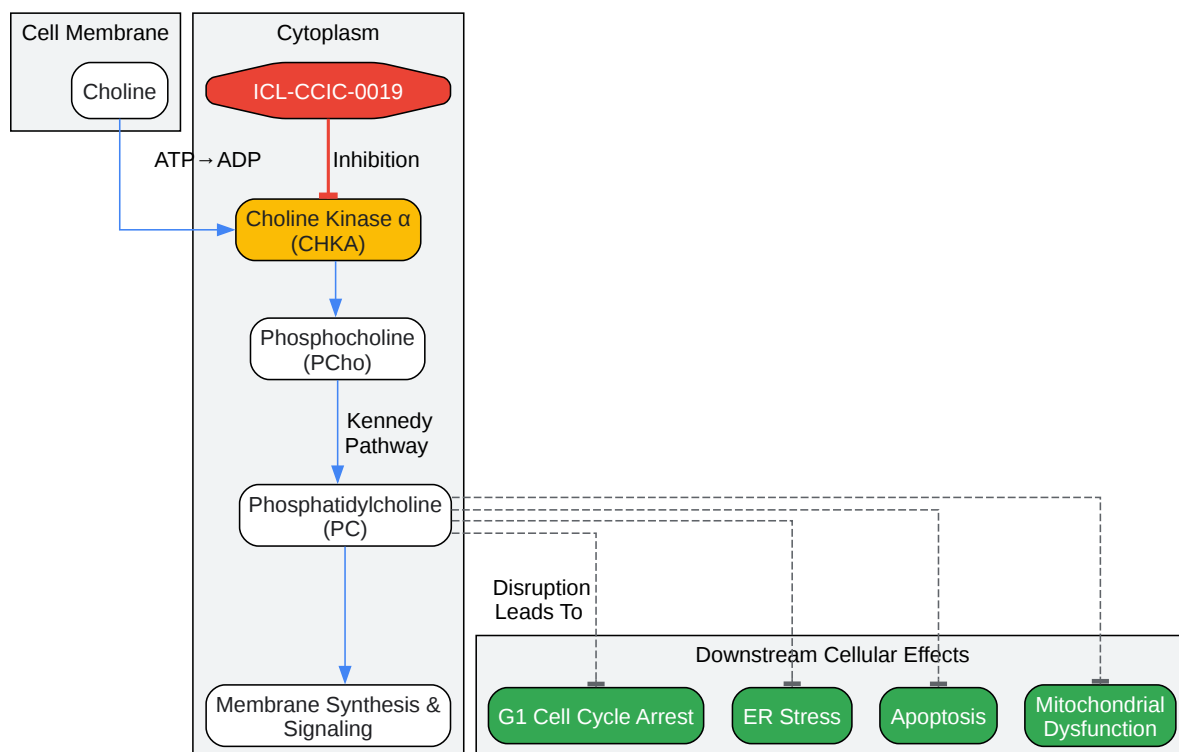 Cell Membrane
Choline
Cytoplasm
ICL-CCIC-0019
ATP→ADP
Inhibition
Choline Kinase α
(CHKA)
Phosphocholine
(PCho)
Kennedy
Pathway
Phosphatidylcholine
(PC)
Disruption
Leads To
Membrane Synthesis &
Signaling
Downstream Cellular Effects
G1 Cell Cycle Arrest
ER Stress
Apoptosis
Mitochondrial
Dysfunction